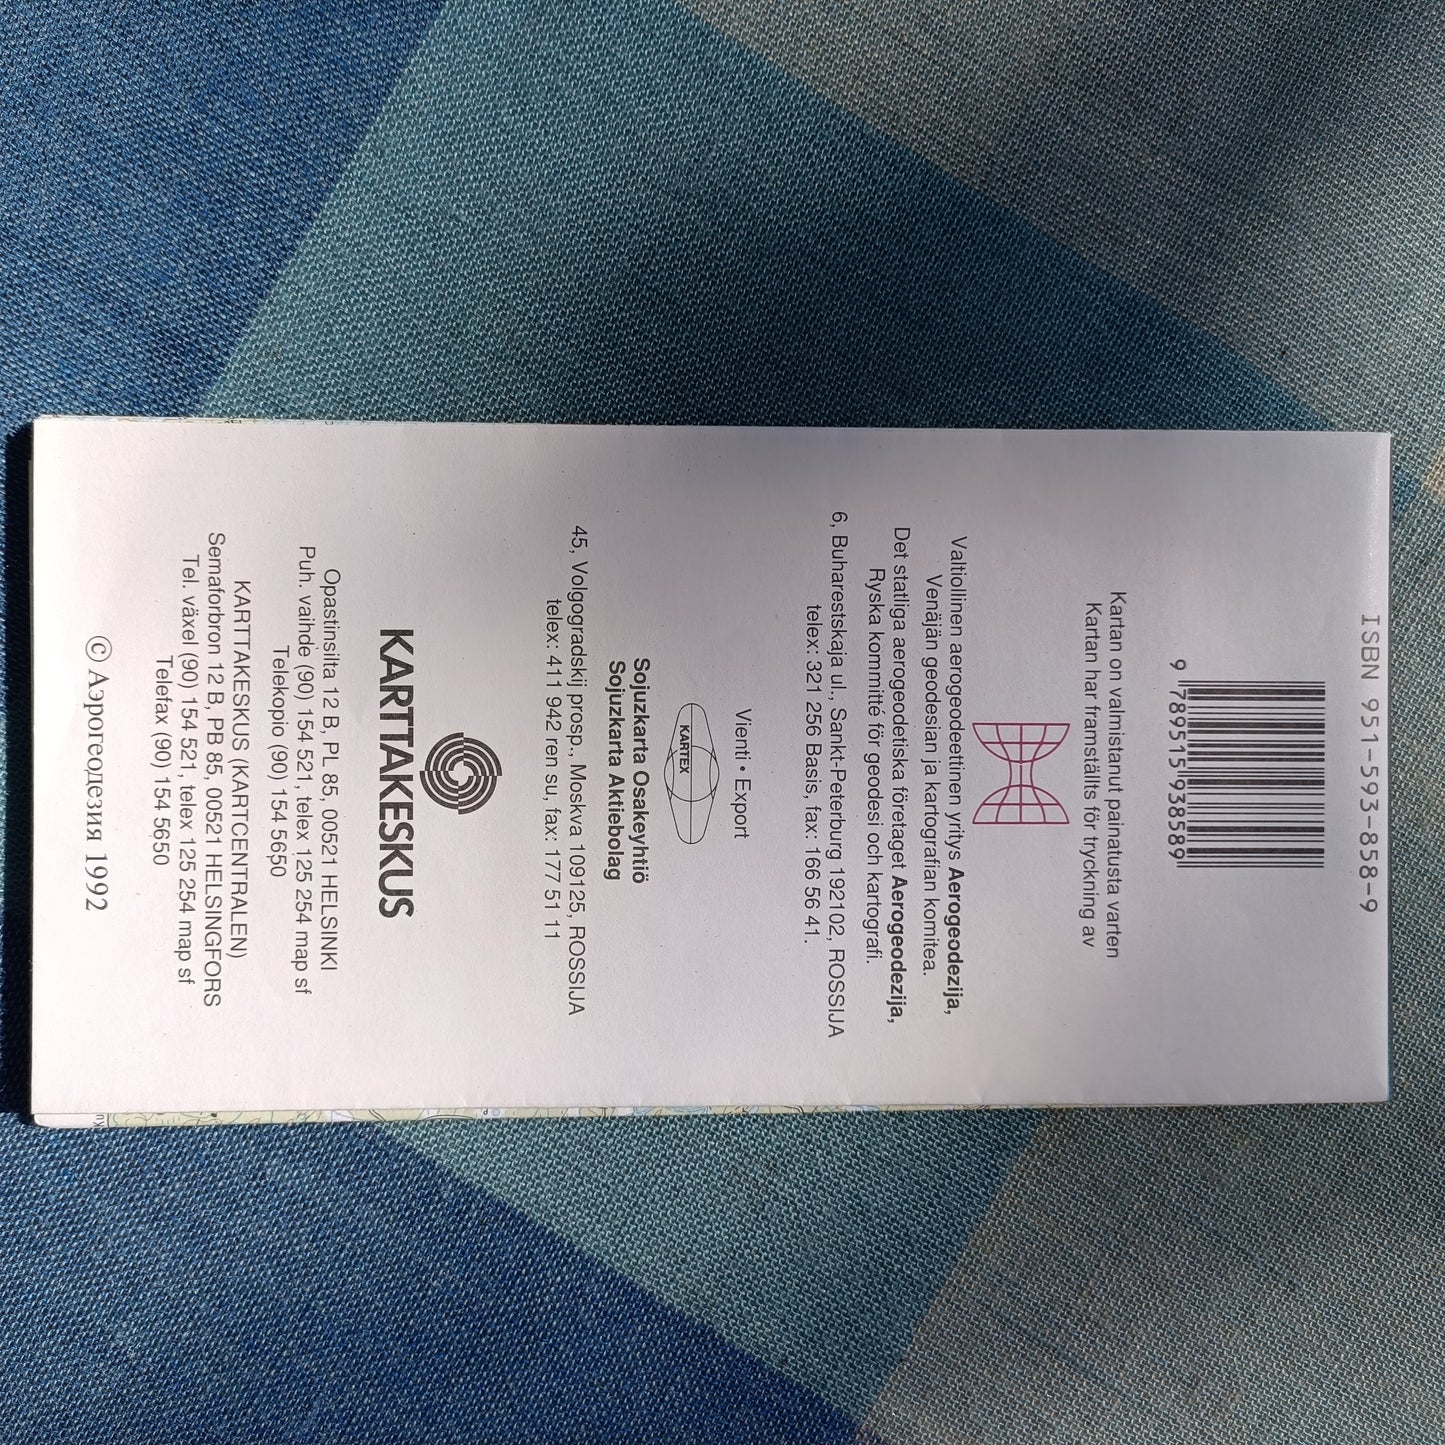 ISBN 951-593-858-9
9 789515 938589
Kartan on valmistanut painatusta varten
Kartan har framställts för tryckning av
Valtiollinen aerogeodeettinen yritys Aerogeodezija,
Venäjän geodesian ja kartografian komitea.
Det statliga aerogeodetiska företaget Aerogeodezija,
Ryska kommitté för geodesi och kartografi.
6, Buharestskaja ul., Sankt-Peterburg 192102, ROSSIJA
telex: 321 256 Basis, fax: 166 56 41.
Vienti • Export
KARTEX
Sojuzkarta Osakeyhtiö
Sojuzkarta Aktiebolag
45, Volgogradskij prosp., Moskva 109125, ROSSIJA
telex: 411 942 ren su, fax: 177 51 11
KARTTAKESKUS
Opastinsilta 12 B, PL 85, 00521 HELSINKI
Puh. vaihde (90) 154 521, telex 125 254 map sf
Telekopio (90) 154 5650
KARTTAKESKUS (KARTCENTRALEN)
Semaforbron 12 B, PB 85, 00521 HELSINGFORS
Tel. växel (90) 154 521, telex 125 254 map sf
Telefax (90) 154 5650
© Аэрогеодезия 1992